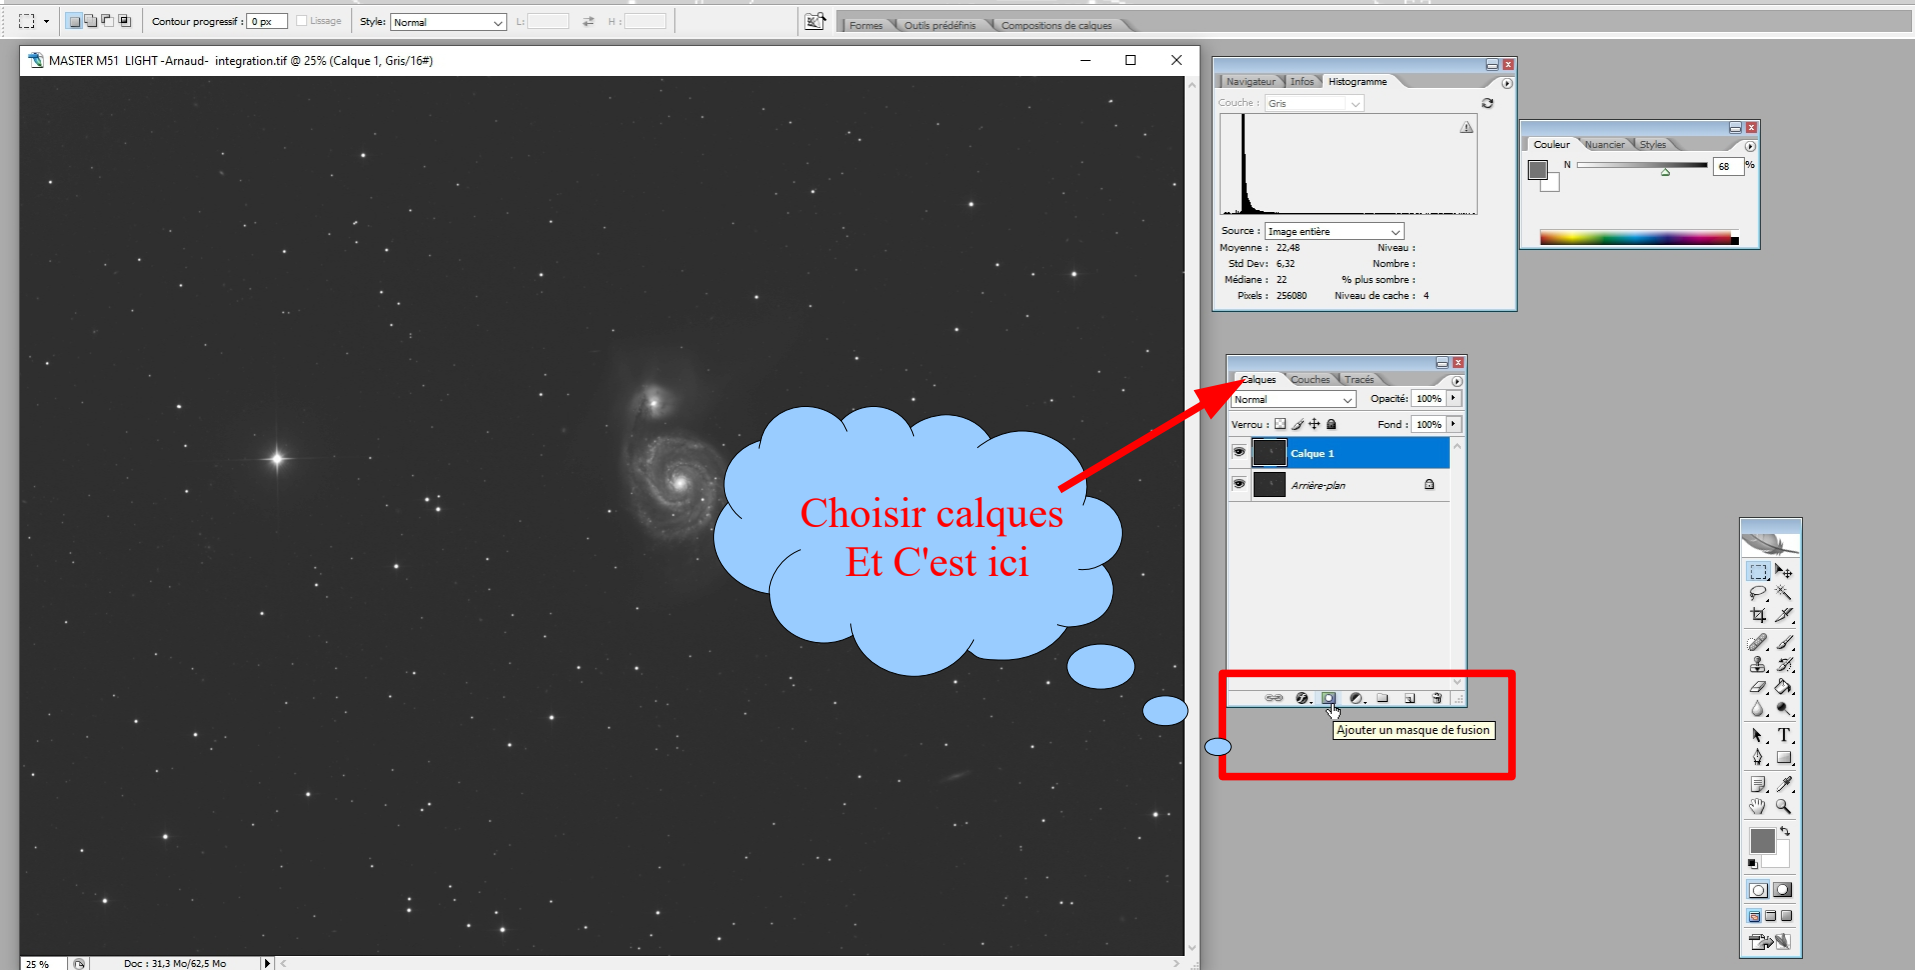 Contour progressif : 0 px Lissage Style: Normal L: H :
Formes Outils prédéfinis Compositions de calques
MASTER M51 LIGHT -Arnaud- integration.tif @ 25% (Calque 1, Gris/16#)
Navigateur Infos Histogramme
Couche : Gris
Source : Image entière
Moyenne : 22,48 Niveau :
Std Dev: 6,32 Nombre :
Médiane : 22 % plus sombre :
Pixels : 256080 Niveau de cache : 4
Couleur Nuancier Styles
N 68 %
Calques Couches Tracés
Normal Opacité: 100%
Verrou : Fond : 100%
Calque 1
Arrière-plan
Choisir calques
Et C'est ici
Ajouter un masque de fusion
T
25 % Doc : 31,3 Mo/62,5 Mo